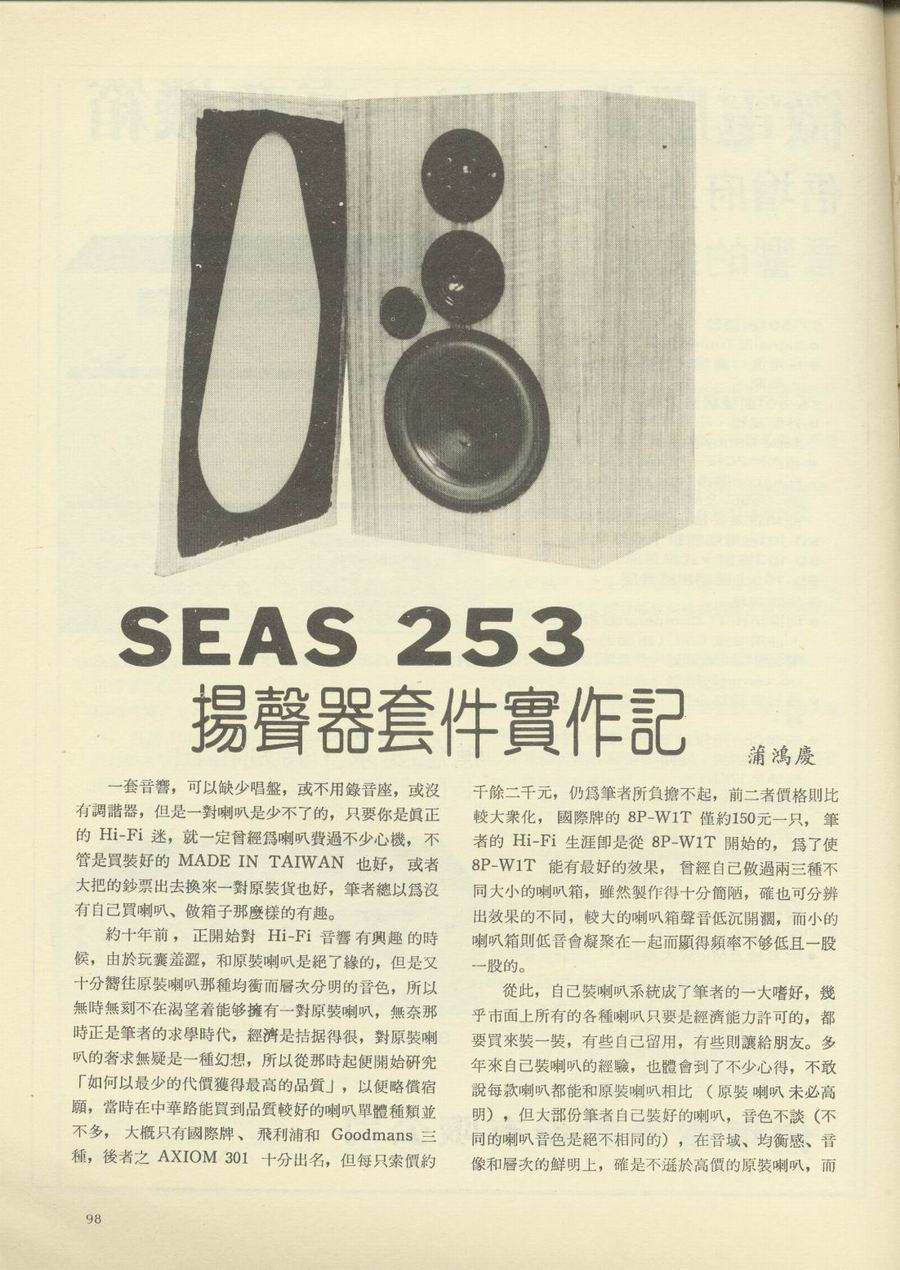 SEAS 253
揚聲器套件實作記
蒲鴻慶
一套音響，可以缺少唱盤，或不用錄音座，或沒
有調諧器，但是一對喇叭是少不了的，只要你是眞正
的 Hi-Fi 迷，就一定曾經爲喇叭費過不少心機，不
管是買裝好的 MADE IN TAIWAN 也好，或者
大把的鈔票出去換來一對原裝貨也好，筆者總以爲沒
有自己買喇叭、做箱子那麼樣的有趣。
約十年前，正開始對 Hi-Fi 音響有興趣的時
候，由於玩囊羞澀，和原裝喇叭是絕了緣的，但是又
十分嚮往原裝喇叭那種均衡而層次分明的音色，所以
無時無刻不在渴望着能够擁有一對原裝喇叭，無奈那
時正是筆者的求學時代，經濟是拮据得很，對原裝喇
叭的奢求無疑是一種幻想，所以從那時起便開始硏究
「如何以最少的代價獲得最高的品質」，以便略償宿
願，當時在中華路能買到品質較好的喇叭單體種類並
不多，大概只有國際牌、飛利浦和 Goodmans 三
種，後者之 AXIOM 301 十分出名，但每只索價約
千餘二千元，仍爲筆者所負擔不起，前二者價格則比
較大衆化，國際牌的 8P-W1T 僅約150元一只，筆
者的 Hi-Fi 生涯卽是從 8P-W1T 開始的，爲了使
8P-W1T 能有最好的效果，曾經自己做過兩三種不
同大小的喇叭箱，雖然製作得十分簡陋，確也可分辨
出效果的不同，較大的喇叭箱聲音低沉開濶，而小的
喇叭箱則低音會凝聚在一起而顯得頻率不够低且一股
一股的。
從此，自己裝喇叭系統成了筆者的一大嗜好，幾
乎市面上所有的各種喇叭只要是經濟能力許可的，都
要買來裝一裝，有些自己留用，有些則讓給朋友。多
年來自己裝喇叭的經驗，也體會到了不少心得，不敢
說每款喇叭都能和原裝喇叭相比（原裝喇叭未必高
明），但大部份筆者自己裝好的喇叭，音色不談（不
同的喇叭音色是絕不相同的），在音域、均衡感、音
像和層次的鮮明上，確是不遜於高價的原裝喇叭，而
98